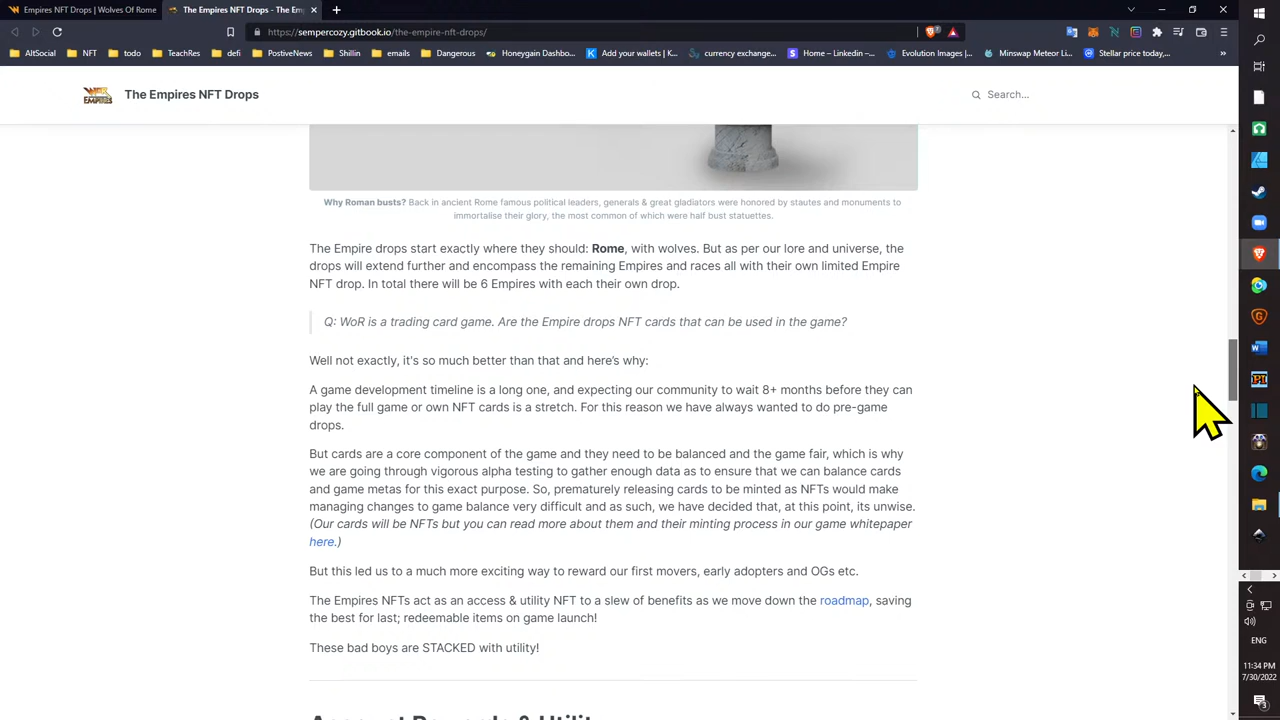 The Empires NFT Drops | Wolves Of Rome
The Empires NFT Drops - The Em
https://sempercozy.gitbook.io/the-empire-nft-drops/
AltSocial
NFT
todo
TeachRes
defi
PostiveNews
Shillin
emails
Dangerous
Honeygain Dashbo...
Add your wallets | K...
currency exchange...
Home – Linkedin –...
Evolution Images |...
Minswap Meteor Li...
Stellar price today,...
WOR EMPIRES
The Empires NFT Drops
Search...
Why Roman busts? Back in ancient Rome famous political leaders, generals & great gladiators were honored by stautes and monuments to
immortalise their glory, the most common of which were half bust statuettes.
The Empire drops start exactly where they should: Rome, with wolves. But as per our lore and universe, the
drops will extend further and encompass the remaining Empires and races all with their own limited Empire
NFT drop. In total there will be 6 Empires with each their own drop.
Q: WoR is a trading card game. Are the Empire drops NFT cards that can be used in the game?
Well not exactly, it's so much better than that and here's why:
A game development timeline is a long one, and expecting our community to wait 8+ months before they can
play the full game or own NFT cards is a stretch. For this reason we have always wanted to do pre-game
drops.
But cards are a core component of the game and they need to be balanced and the game fair, which is why
we are going through vigorous alpha testing to gather enough data as to ensure that we can balance cards
and game metas for this exact purpose. So, prematurely releasing cards to be minted as NFTs would make
managing changes to game balance very difficult and as such, we have decided that, at this point, its unwise.
(Our cards will be NFTs but you can read more about them and their minting process in our game whitepaper
here.)
But this led us to a much more exciting way to reward our first movers, early adopters and OGs etc.
The Empires NFTs act as an access & utility NFT to a slew of benefits as we move down the roadmap, saving
the best for last; redeemable items on game launch!
These bad boys are STACKED with utility!
Account Rewards & Utilit
ENG
11:34 PM
7/30/2022
3